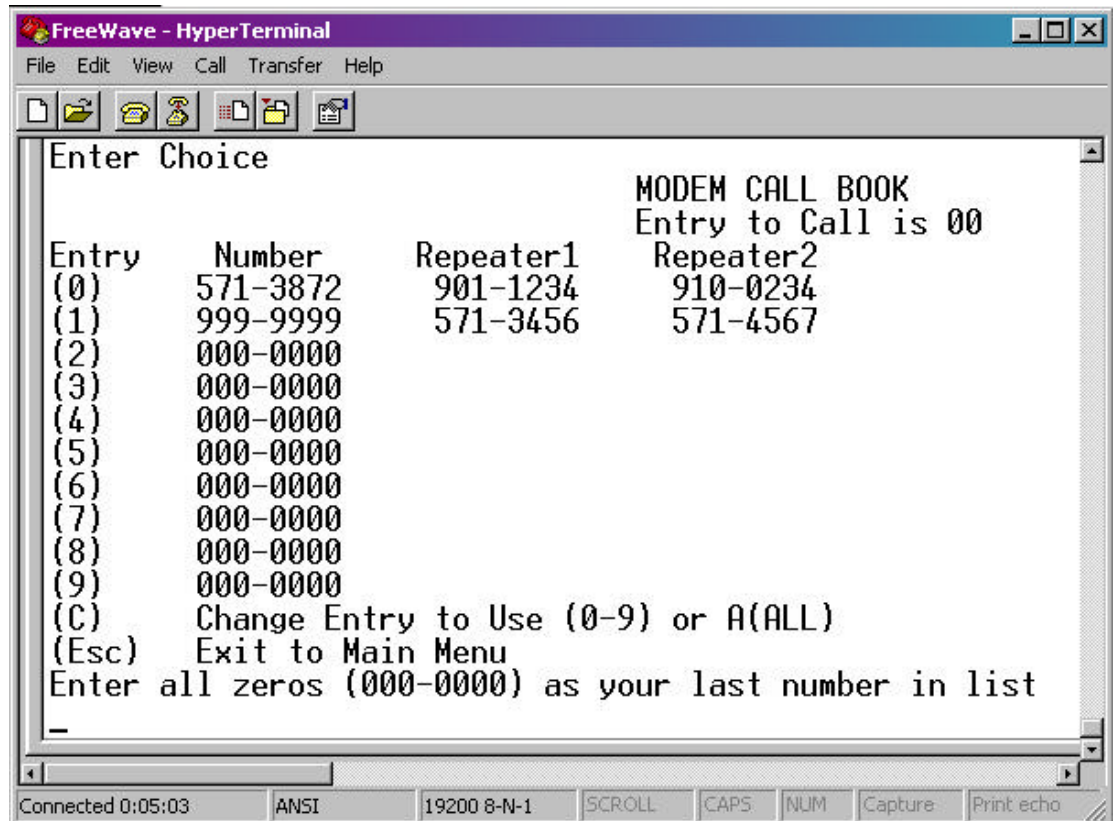 FreeWave - HyperTerminal
File Edit View Call Transfer Help
Enter Choice
MODEM CALL BOOK
Entry to Call is 00
Entry Number Repeater1 Repeater2
(0) 571-3872 901-1234 910-0234
(1) 999-9999 571-3456 571-4567
(2) 000-0000
(3) 000-0000
(4) 000-0000
(5) 000-0000
(6) 000-0000
(7) 000-0000
(8) 000-0000
(9) 000-0000
(C) Change Entry to Use (0-9) or A(ALL)
(Esc) Exit to Main Menu
Enter all zeros (000-0000) as your last number in list
Connected 0:05:03 ANSI 19200 8-N-1 SCROLL CAPS NUM Capture Print echo